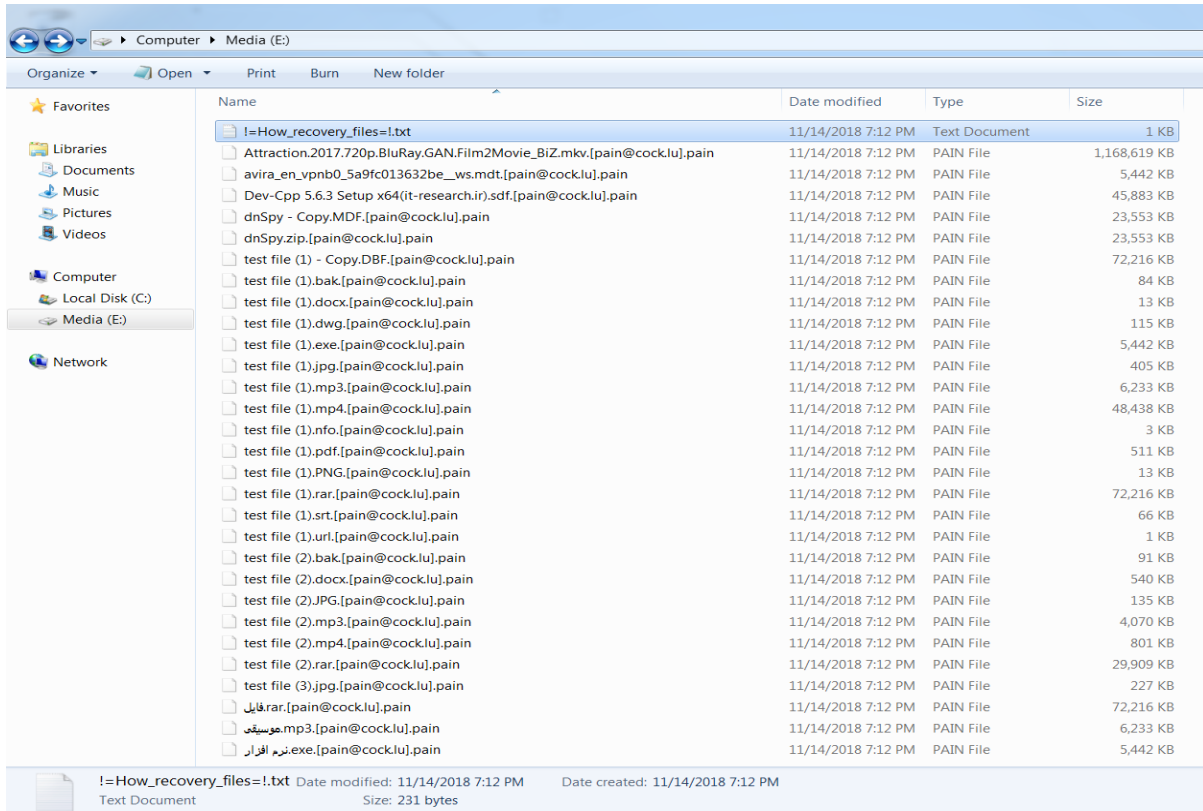 Computer ▸ Media (E:)
Organize Open Print Burn New folder
Favorites
Libraries
Documents
Music
Pictures
Videos
Computer
Local Disk (C:)
Media (E:)
Network
Name Date modified Type Size
!=How_recovery_files=!.txt 11/14/2018 7:12 PM Text Document 1 KB
Attraction.2017.720p.BluRay.GAN.Film2Movie_BiZ.mkv.[pain@cock.lu].pain 11/14/2018 7:12 PM PAIN File 1,168,619 KB
avira_en_vpnb0_5a9fc013632be__ws.mdt.[pain@cock.lu].pain 11/14/2018 7:12 PM PAIN File 5,442 KB
Dev-Cpp 5.6.3 Setup x64(it-research.ir).sdf.[pain@cock.lu].pain 11/14/2018 7:12 PM PAIN File 45,883 KB
dnSpy - Copy.MDF.[pain@cock.lu].pain 11/14/2018 7:12 PM PAIN File 23,553 KB
dnSpy.zip.[pain@cock.lu].pain 11/14/2018 7:12 PM PAIN File 23,553 KB
test file (1) - Copy.DBF.[pain@cock.lu].pain 11/14/2018 7:12 PM PAIN File 72,216 KB
test file (1).bak.[pain@cock.lu].pain 11/14/2018 7:12 PM PAIN File 84 KB
test file (1).docx.[pain@cock.lu].pain 11/14/2018 7:12 PM PAIN File 13 KB
test file (1).dwg.[pain@cock.lu].pain 11/14/2018 7:12 PM PAIN File 115 KB
test file (1).exe.[pain@cock.lu].pain 11/14/2018 7:12 PM PAIN File 5,442 KB
test file (1).jpg.[pain@cock.lu].pain 11/14/2018 7:12 PM PAIN File 405 KB
test file (1).mp3.[pain@cock.lu].pain 11/14/2018 7:12 PM PAIN File 6,233 KB
test file (1).mp4.[pain@cock.lu].pain 11/14/2018 7:12 PM PAIN File 48,438 KB
test file (1).nfo.[pain@cock.lu].pain 11/14/2018 7:12 PM PAIN File 3 KB
test file (1).pdf.[pain@cock.lu].pain 11/14/2018 7:12 PM PAIN File 511 KB
test file (1).PNG.[pain@cock.lu].pain 11/14/2018 7:12 PM PAIN File 13 KB
test file (1).rar.[pain@cock.lu].pain 11/14/2018 7:12 PM PAIN File 72,216 KB
test file (1).srt.[pain@cock.lu].pain 11/14/2018 7:12 PM PAIN File 66 KB
test file (1).url.[pain@cock.lu].pain 11/14/2018 7:12 PM PAIN File 1 KB
test file (2).bak.[pain@cock.lu].pain 11/14/2018 7:12 PM PAIN File 91 KB
test file (2).docx.[pain@cock.lu].pain 11/14/2018 7:12 PM PAIN File 540 KB
test file (2).JPG.[pain@cock.lu].pain 11/14/2018 7:12 PM PAIN File 135 KB
test file (2).mp3.[pain@cock.lu].pain 11/14/2018 7:12 PM PAIN File 4,070 KB
test file (2).mp4.[pain@cock.lu].pain 11/14/2018 7:12 PM PAIN File 801 KB
test file (2).rar.[pain@cock.lu].pain 11/14/2018 7:12 PM PAIN File 29,909 KB
test file (3).jpg.[pain@cock.lu].pain 11/14/2018 7:12 PM PAIN File 227 KB
فایل.rar.[pain@cock.lu].pain 11/14/2018 7:12 PM PAIN File 72,216 KB
موسیقی.mp3.[pain@cock.lu].pain 11/14/2018 7:12 PM PAIN File 6,233 KB
نرم افزار.exe.[pain@cock.lu].pain 11/14/2018 7:12 PM PAIN File 5,442 KB
!=How_recovery_files=!.txt Date modified: 11/14/2018 7:12 PM Date created: 11/14/2018 7:12 PM
Text Document Size: 231 bytes